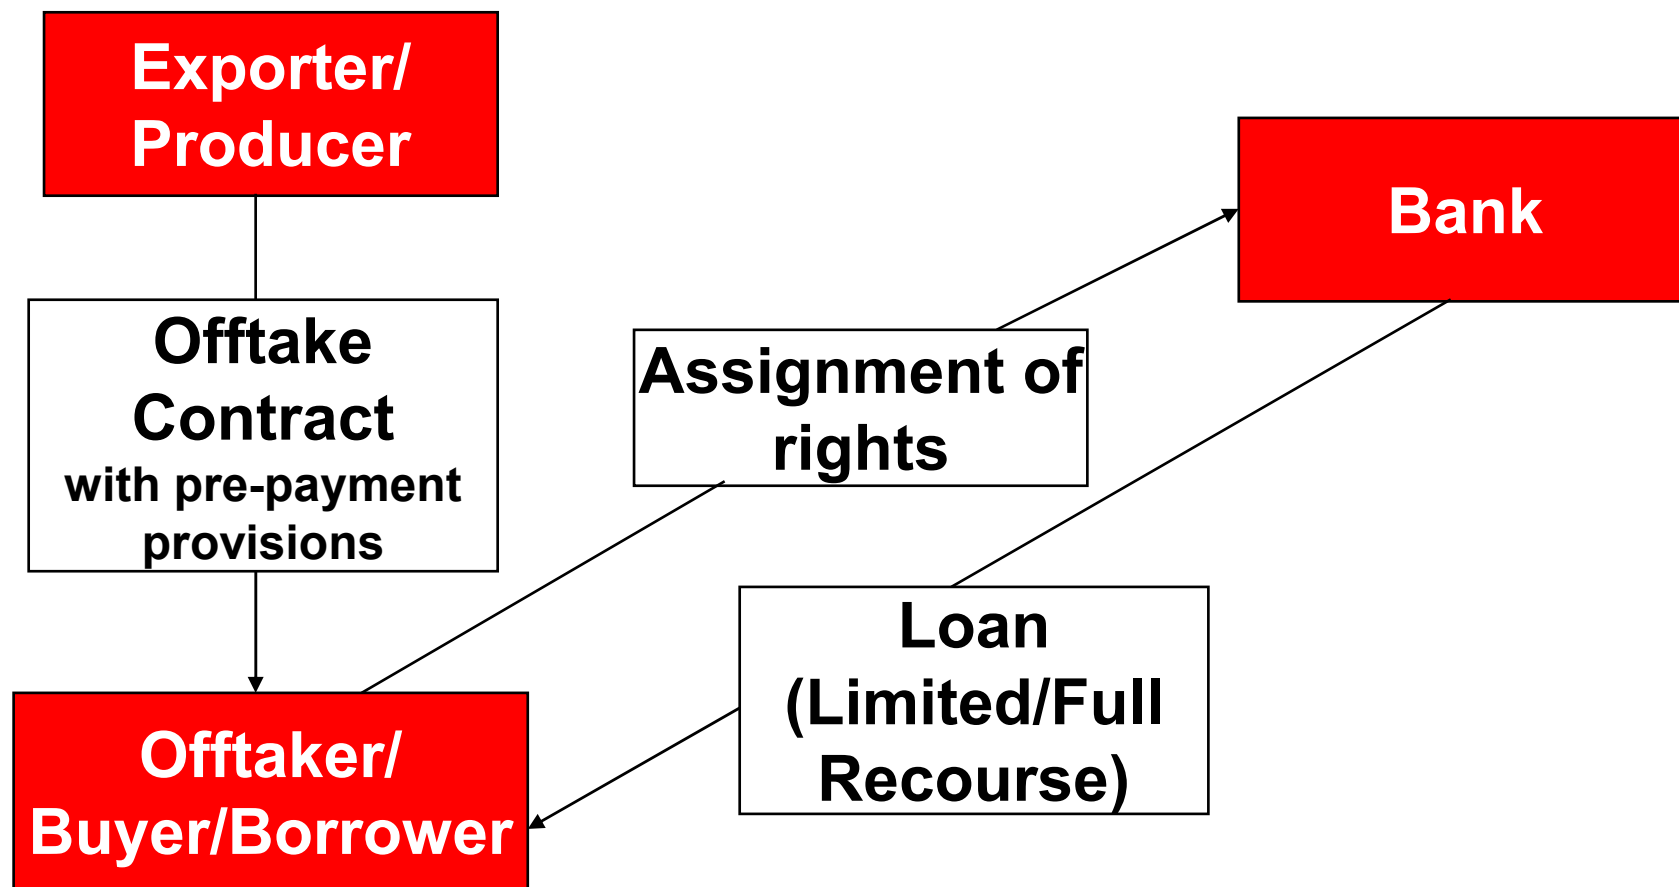 Exporter/
Producer
Bank
Offtake
Contract
with pre-payment
provisions
Assignment of
rights
Loan
(Limited/Full
Recourse)
Offtaker/
Buyer/Borrower